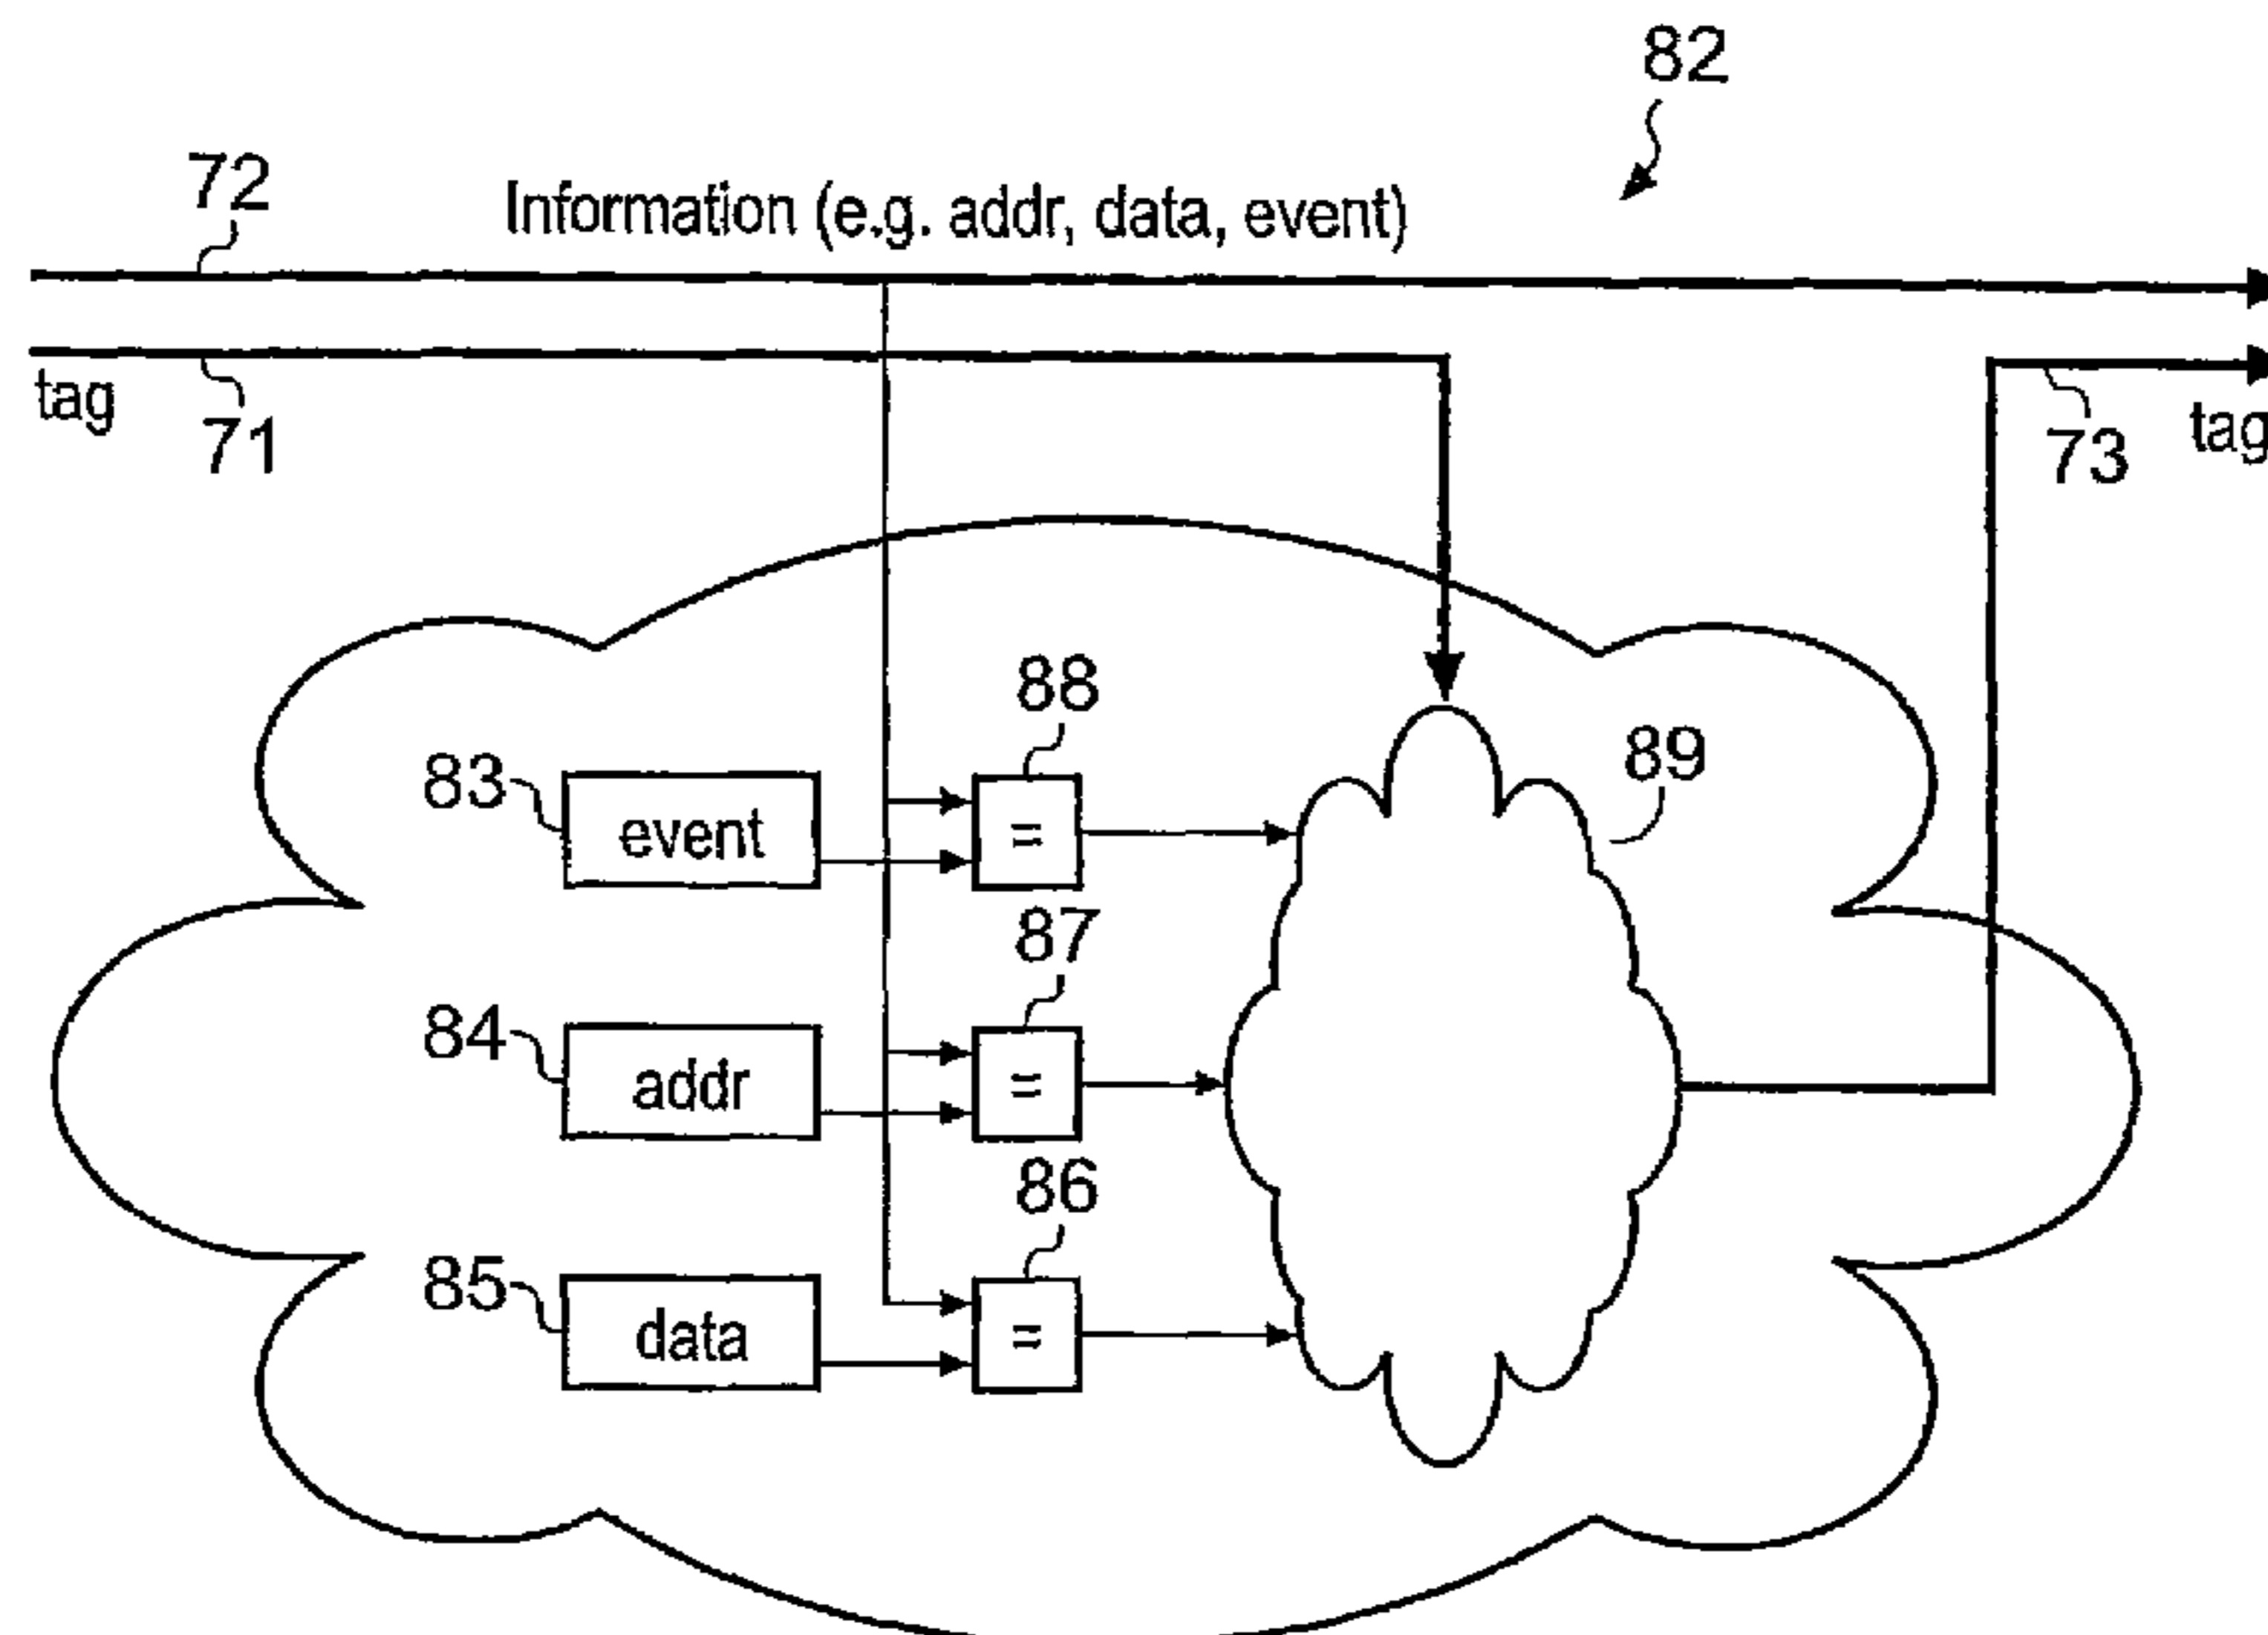 82
72
Information (e.g. addr, data, event)
tag
71
73
tag
88
83
event
=
89
87
84
addr
=
86
85
data
=